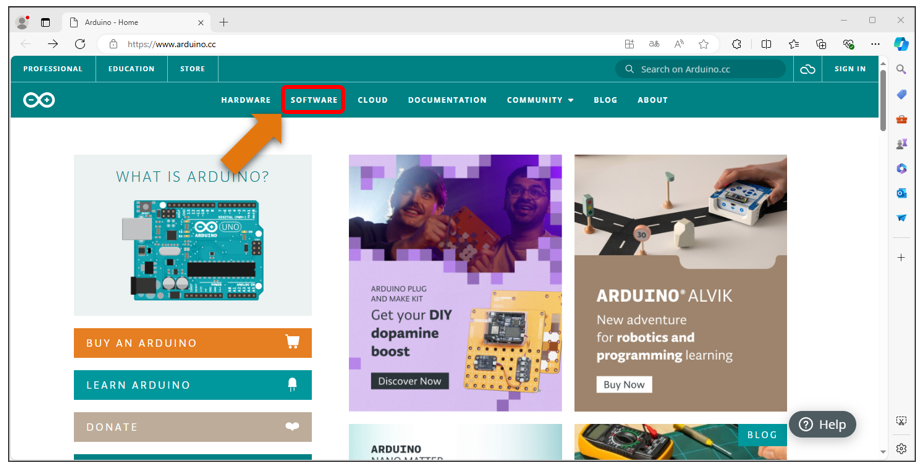 Arduino - Home
https://www.arduino.cc
PROFESSIONAL
EDUCATION
STORE
Search on Arduino.cc
SIGN IN
HARDWARE
SOFTWARE
CLOUD
DOCUMENTATION
COMMUNITY
BLOG
ABOUT
WHAT IS ARDUINO?
UNO
ARDUINO
BUY AN ARDUINO
LEARN ARDUINO
DONATE
ARDUINO PLUG
AND MAKE KIT
Get your DIY
dopamine
boost
Discover Now
30
ARDUINO® ALVIK
New adventure
for robotics and
programming learning
Buy Now
ARDUINO
NANO MATTER
BLOG
Help